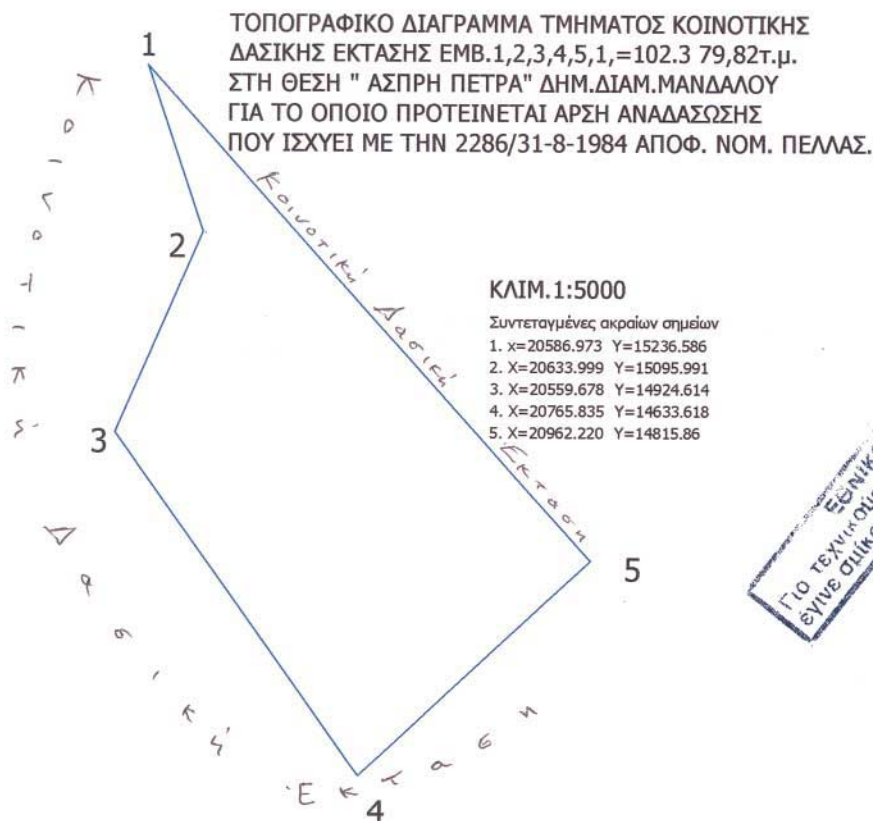 ΤΟΠΟΓΡΑΦΙΚΟ ΔΙΑΓΡΑΜΜΑ ΤΜΗΜΑΤΟΣ ΚΟΙΝΟΤΙΚΗΣ
ΔΑΣΙΚΗΣ ΕΚΤΑΣΗΣ ΕΜΒ.1,2,3,4,5,1,=102.3 79,82τ.μ.
ΣΤΗ ΘΕΣΗ " ΑΣΠΡΗ ΠΕΤΡΑ" ΔΗΜ.ΔΙΑΜ.ΜΑΝΔΑΛΟΥ
ΓΙΑ ΤΟ ΟΠΟΙΟ ΠΡΟΤΕΙΝΕΤΑΙ ΑΡΣΗ ΑΝΑΔΑΣΩΣΗΣ
ΠΟΥ ΙΣΧΥΕΙ ΜΕ ΤΗΝ 2286/31-8-1984 ΑΠΟΦ. ΝΟΜ. ΠΕΛΛΑΣ.
1
2
3
4
5
Κοινοτική Δασική Έκταση
Κοινοτική Δασική Έκταση
ΚΛΙΜ.1:5000
Συντεταγμένες ακραίων σημείων
1. x=20586.973 Y=15236.586
2. X=20633.999 Y=15095.991
3. X=20559.678 Y=14924.614
4. X=20765.835 Y=14633.618
5. X=20962.220 Y=14815.86